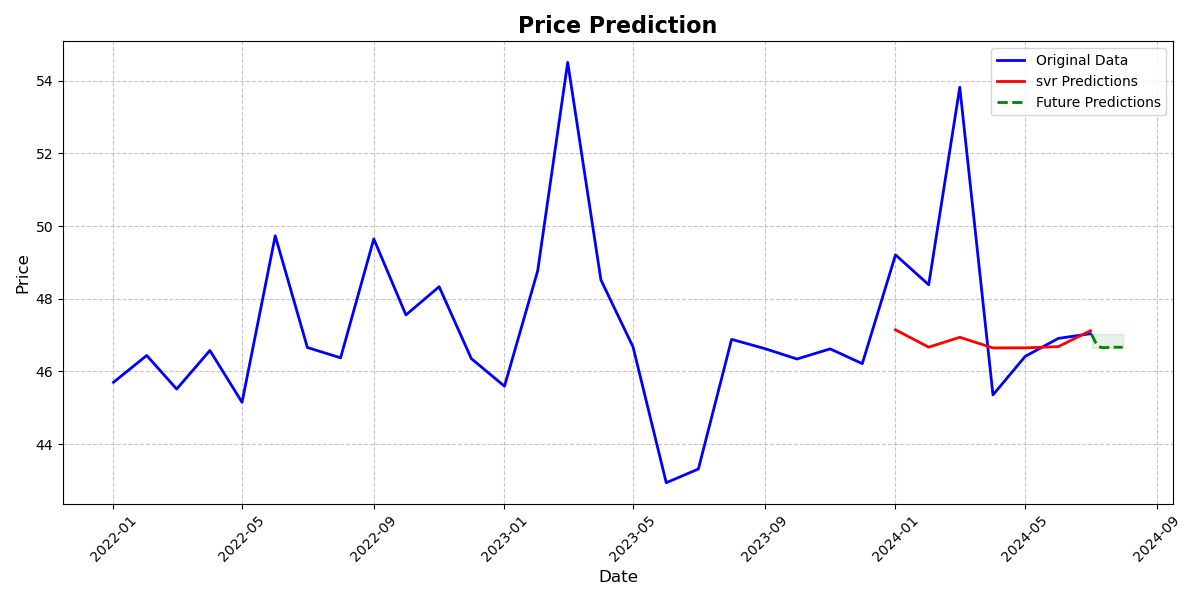 Price Prediction
Original Data
svr Predictions
Future Predictions
Price
54
52
50
48
46
44
2022-01
2022-05
2022-09
2023-01
2023-05
2023-09
2024-01
2024-05
2024-09
Date